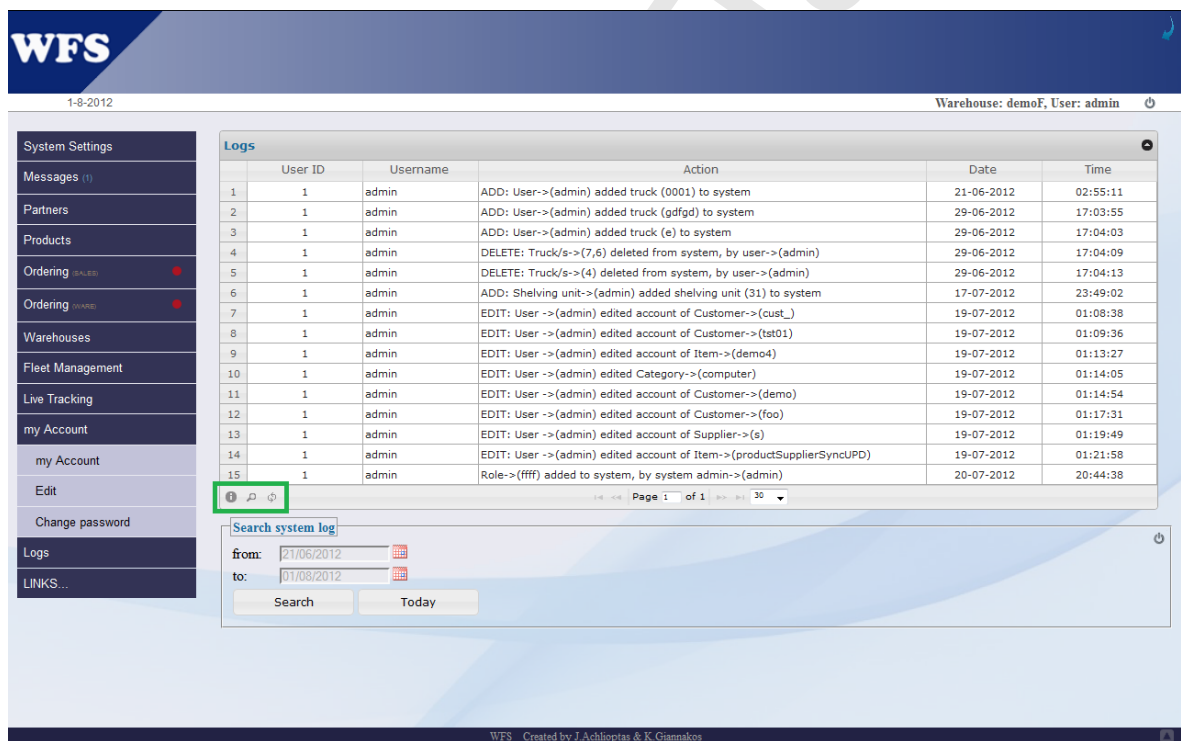 WFS
1-8-2012
Warehouse: demoF, User: admin
System Settings
Messages (1)
Partners
Products
Ordering (SALES)
Ordering (WARE)
Warehouses
Fleet Management
Live Tracking
my Account
my Account
Edit
Change password
Logs
LINKS...
Logs
User ID Username Action Date Time
1 1 admin ADD: User->(admin) added truck (0001) to system 21-06-2012 02:55:11
2 1 admin ADD: User->(admin) added truck (gdfgd) to system 29-06-2012 17:03:55
3 1 admin ADD: User->(admin) added truck (e) to system 29-06-2012 17:04:03
4 1 admin DELETE: Truck/s->(7,6) deleted from system, by user->(admin) 29-06-2012 17:04:09
5 1 admin DELETE: Truck/s->(4) deleted from system, by user->(admin) 29-06-2012 17:04:13
6 1 admin ADD: Shelving unit->(admin) added shelving unit (31) to system 17-07-2012 23:49:02
7 1 admin EDIT: User ->(admin) edited account of Customer->(cust_) 19-07-2012 01:08:38
8 1 admin EDIT: User ->(admin) edited account of Customer->(tst01) 19-07-2012 01:09:36
9 1 admin EDIT: User ->(admin) edited account of Item->(demo4) 19-07-2012 01:13:27
10 1 admin EDIT: User ->(admin) edited Category->(computer) 19-07-2012 01:14:05
11 1 admin EDIT: User ->(admin) edited account of Customer->(demo) 19-07-2012 01:14:54
12 1 admin EDIT: User ->(admin) edited account of Customer->(foo) 19-07-2012 01:17:31
13 1 admin EDIT: User ->(admin) edited account of Supplier->(s) 19-07-2012 01:19:49
14 1 admin EDIT: User ->(admin) edited account of Item->(productSupplierSyncUPD) 19-07-2012 01:21:58
15 1 admin Role->(ffff) added to system, by system admin->(admin) 20-07-2012 20:44:38
Page 1 of 1 30
Search system log
from: 21/06/2012
to: 01/08/2012
Search Today
WFS Created by J.Achlioptas & K.Giannakos